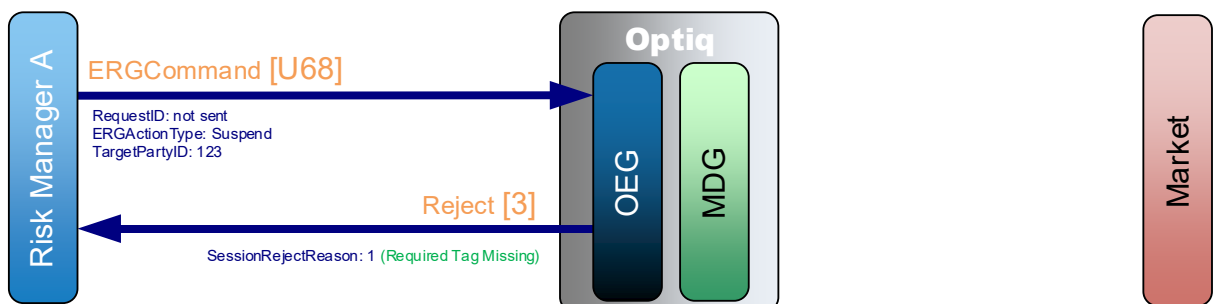 Risk Manager A
ERGCommand [U68]
RequestID: not sent
ERGActionType: Suspend
TargetPartyID: 123
Reject [3]
SessionRejectReason: 1 (Required Tag Missing)
Optiq
OEG
MDG
Market